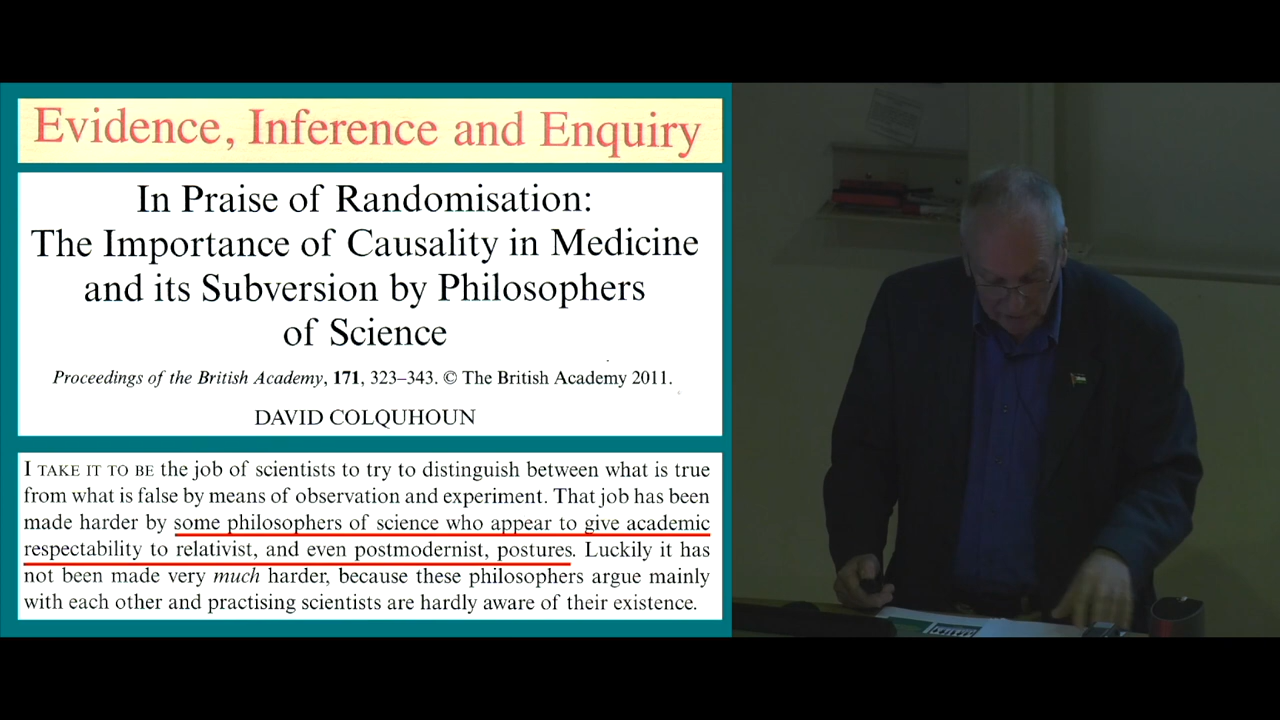 Evidence, Inference and Enquiry
In Praise of Randomisation:
The Importance of Causality in Medicine
and its Subversion by Philosophers
of Science
Proceedings of the British Academy, 171, 323–343. © The British Academy 2011.
DAVID COLQUHOUN
I TAKE IT TO BE the job of scientists to try to distinguish between what is true
from what is false by means of observation and experiment. That job has been
made harder by some philosophers of science who appear to give academic
respectability to relativist, and even postmodernist, postures. Luckily it has
not been made very much harder, because these philosophers argue mainly
with each other and practising scientists are hardly aware of their existence.